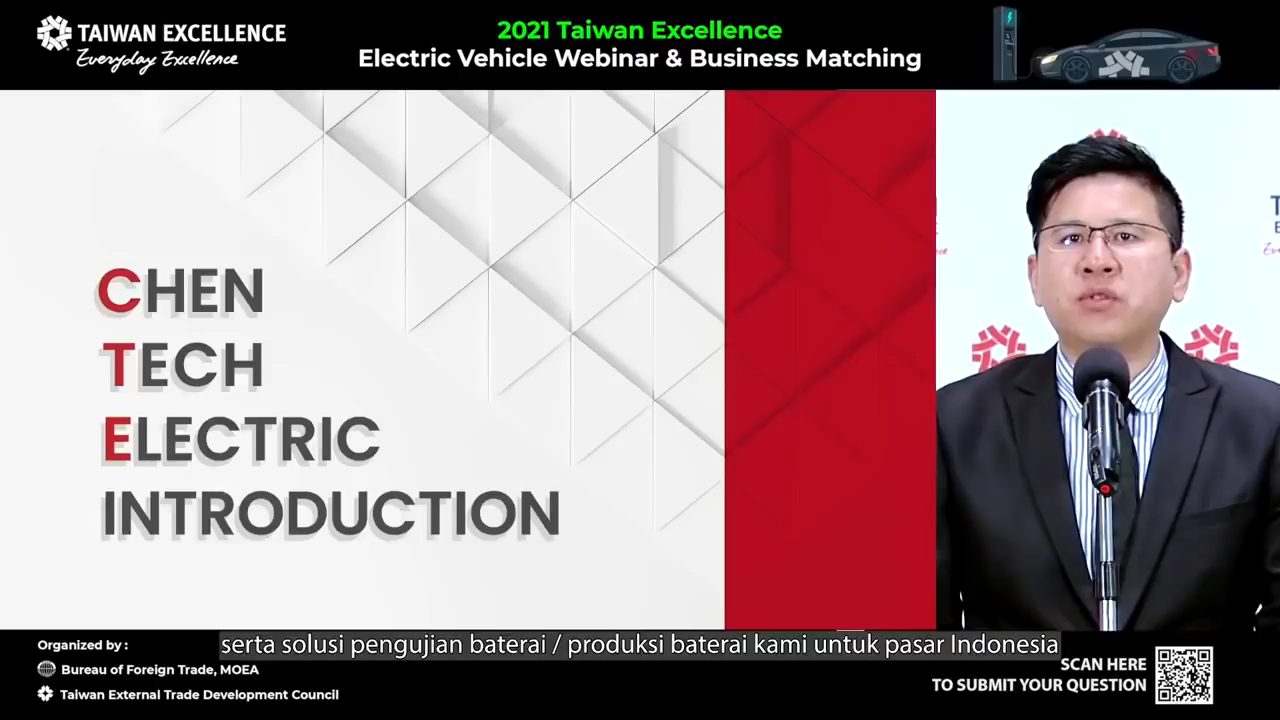 TAIWAN EXCELLENCE
Everyday Excellence
2021 Taiwan Excellence
Electric Vehicle Webinar & Business Matching
CHEN
TECH
ELECTRIC
INTRODUCTION
serta solusi pengujian baterai / produksi baterai kami untuk pasar Indonesia
Organized by :
Bureau of Foreign Trade, MOEA
Taiwan External Trade Development Council
SCAN HERE
TO SUBMIT YOUR QUESTION